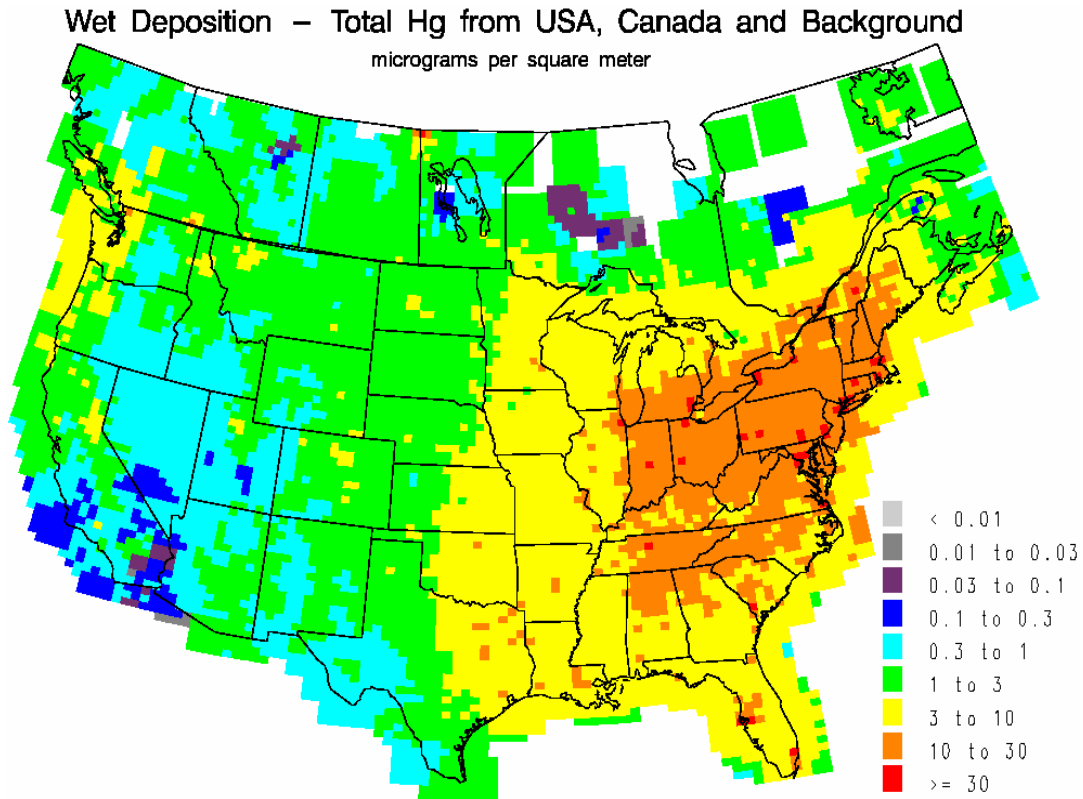 Wet Deposition – Total Hg from USA, Canada and Background
micrograms per square meter
< 0.01
0.01 to 0.03
0.03 to 0.1
0.1 to 0.3
0.3 to 1
1 to 3
3 to 10
10 to 30
>= 30